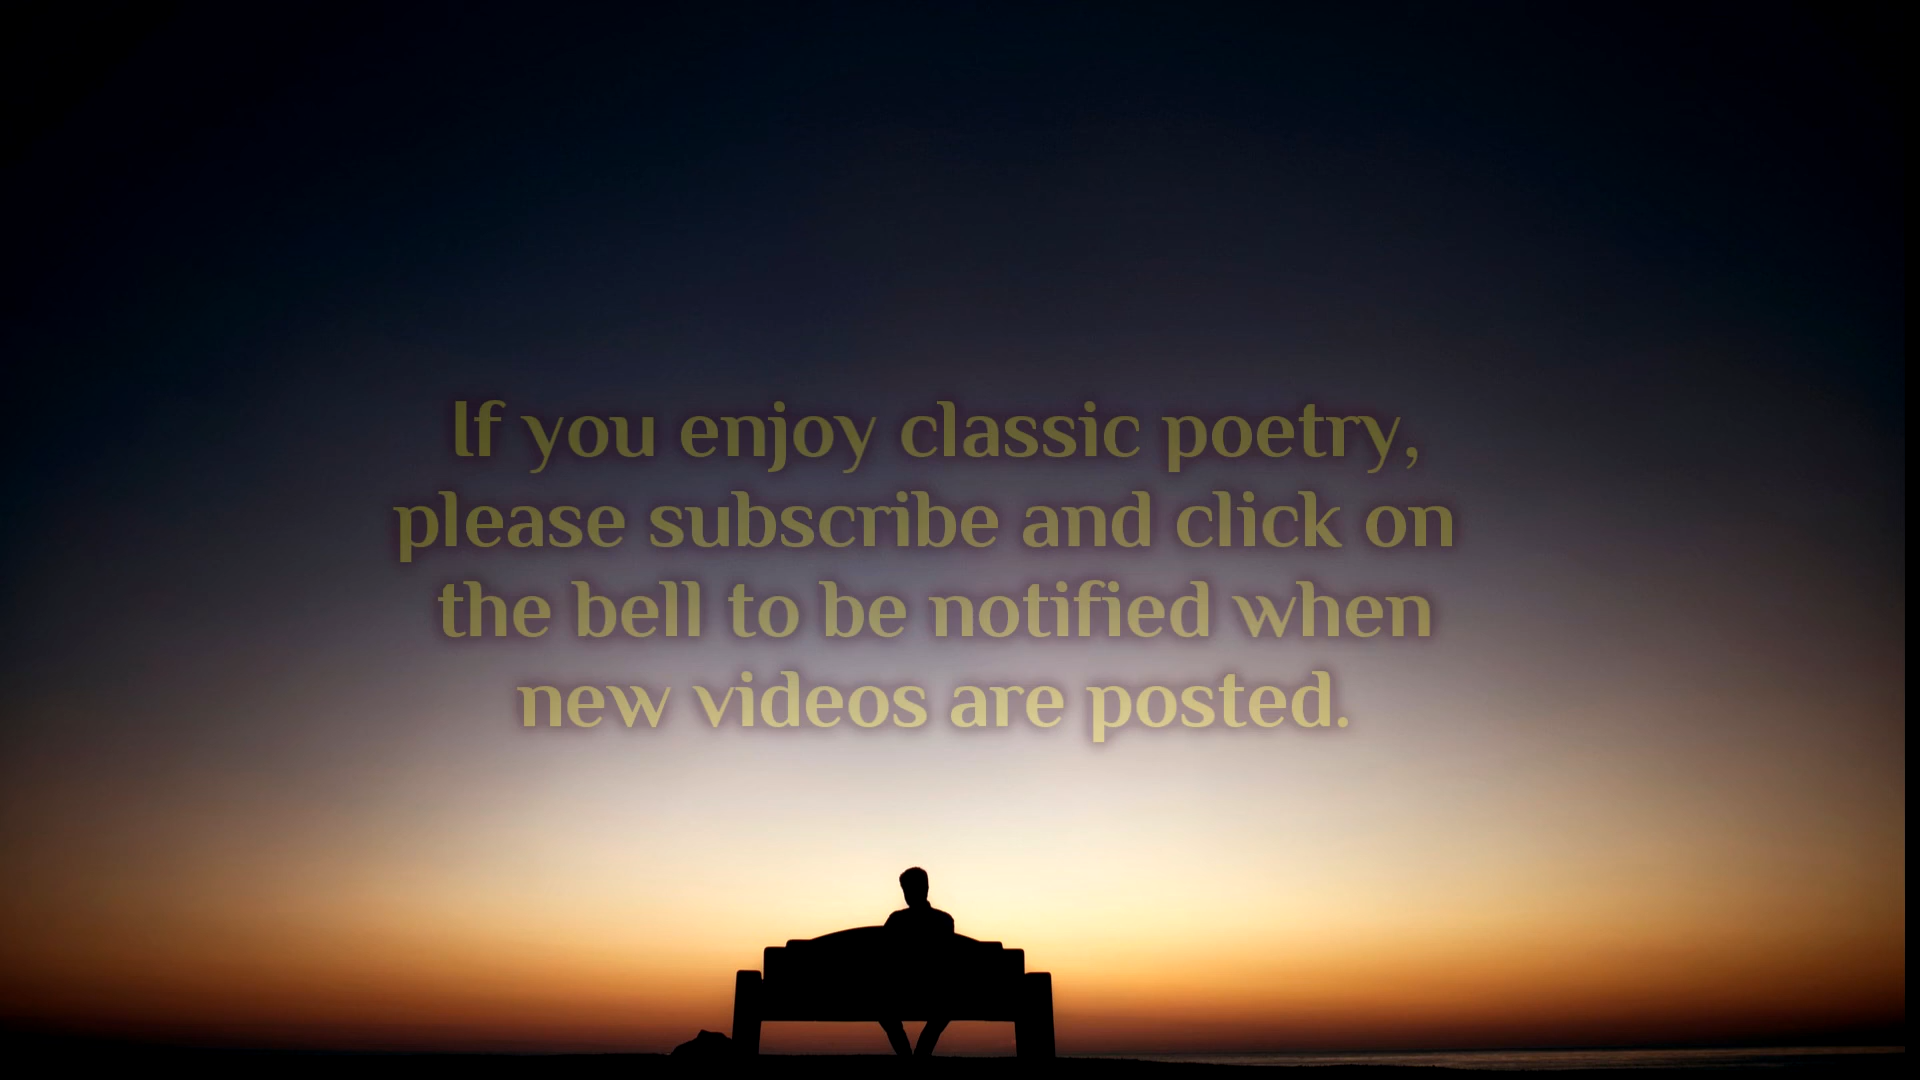 If you enjoy classic poetry,
please subscribe and click on
the bell to be notified when
new videos are posted.